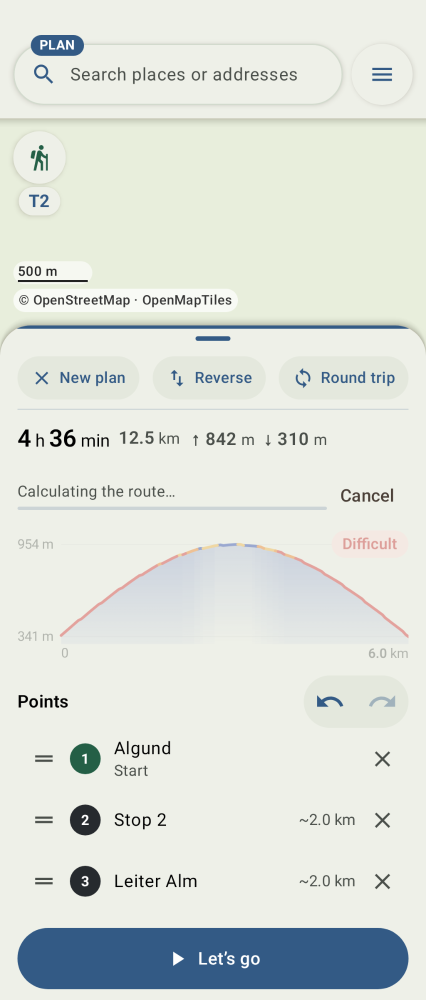 PLAN
Search places or addresses
T2
500 m
© OpenStreetMap · OpenMapTiles
New plan
Reverse
Round trip
4 h 36 min 12.5 km ↑ 842 m ↓ 310 m
Calculating the route…
Cancel
954 m
Difficult
341 m
0
6.0 km
Points
1
Algund
Start
2
Stop 2
~2.0 km
3
Leiter Alm
~2.0 km
Let's go